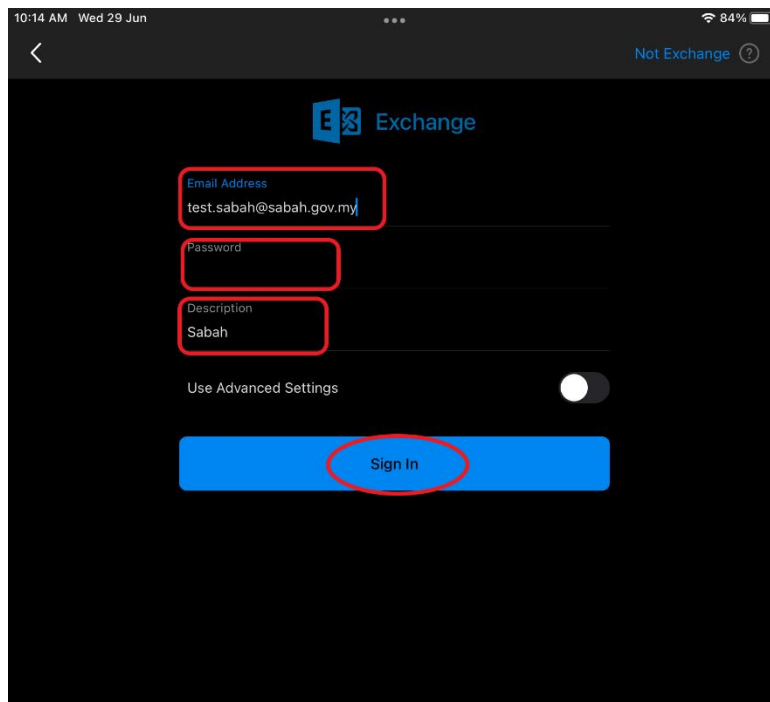 10:14 AM Wed 29 Jun
84%
Not Exchange ?
E Exchange
Email Address
test.sabah@sabah.gov.my
Password
Description
Sabah
Use Advanced Settings
Sign In